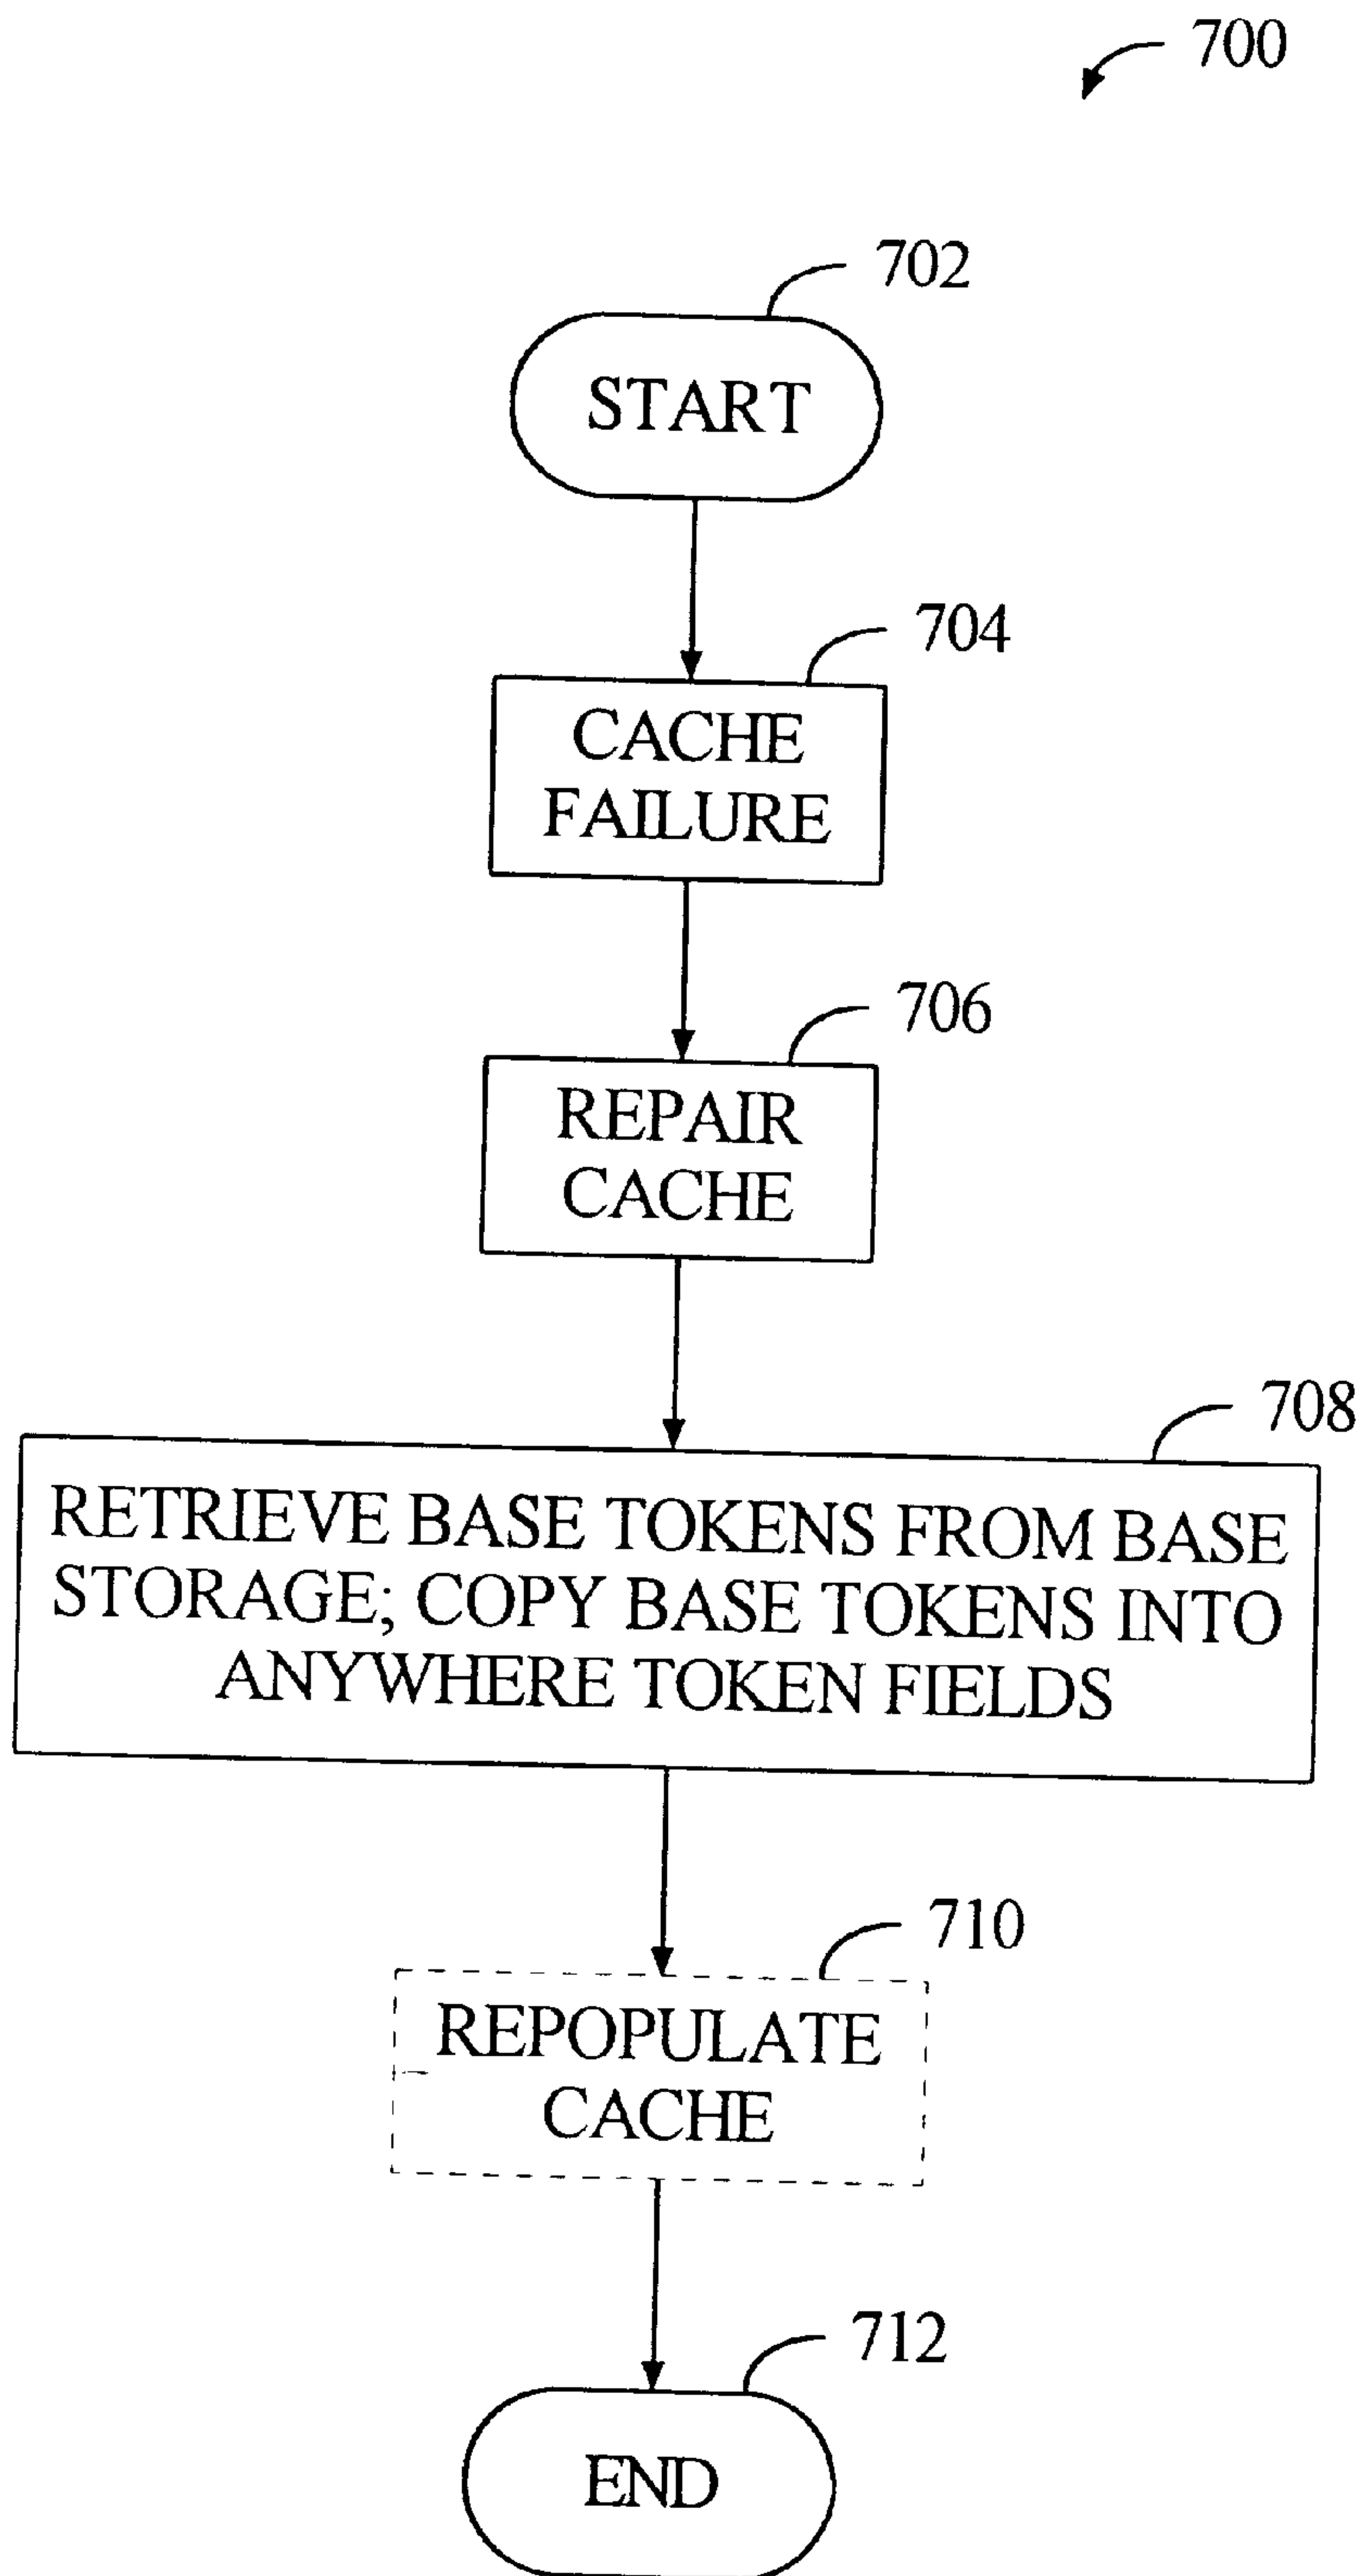 700
702
START
704
CACHE
FAILURE
706
REPAIR
CACHE
708
RETRIEVE BASE TOKENS FROM BASE
STORAGE; COPY BASE TOKENS INTO
ANYWHERE TOKEN FIELDS
710
REPOPULATE
CACHE
712
END